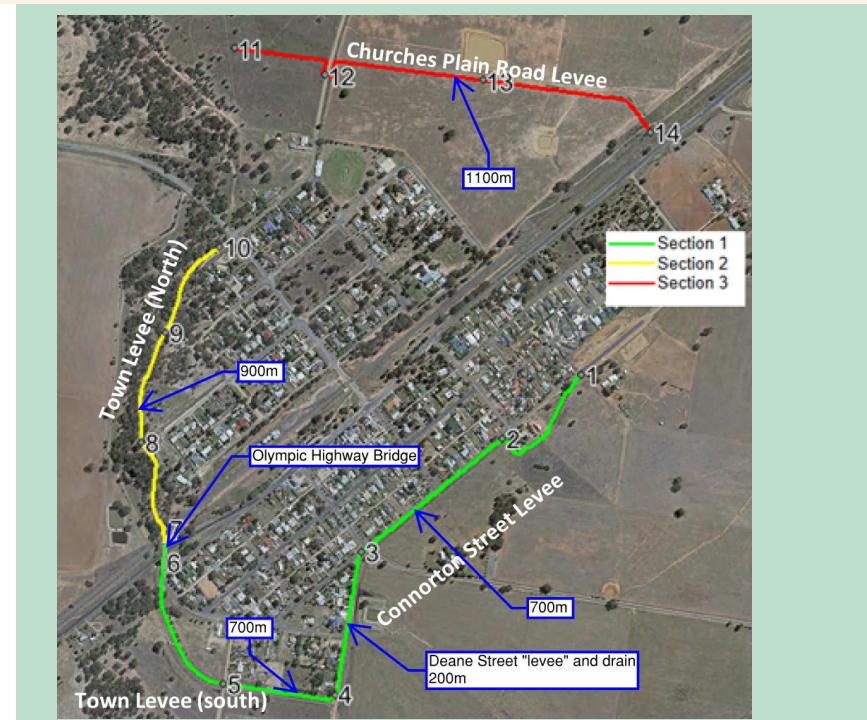 11
Churches Plain Road Levee
12
13
14
1100m
Section 1
Section 2
Section 3
10
Town Levee (North)
9
900m
1
8
2
Olympic Highway Bridge
Connorton Street Levee
7
6
3
700m
700m
Deane Street "levee" and drain
200m
5
4
Town Levee (south)